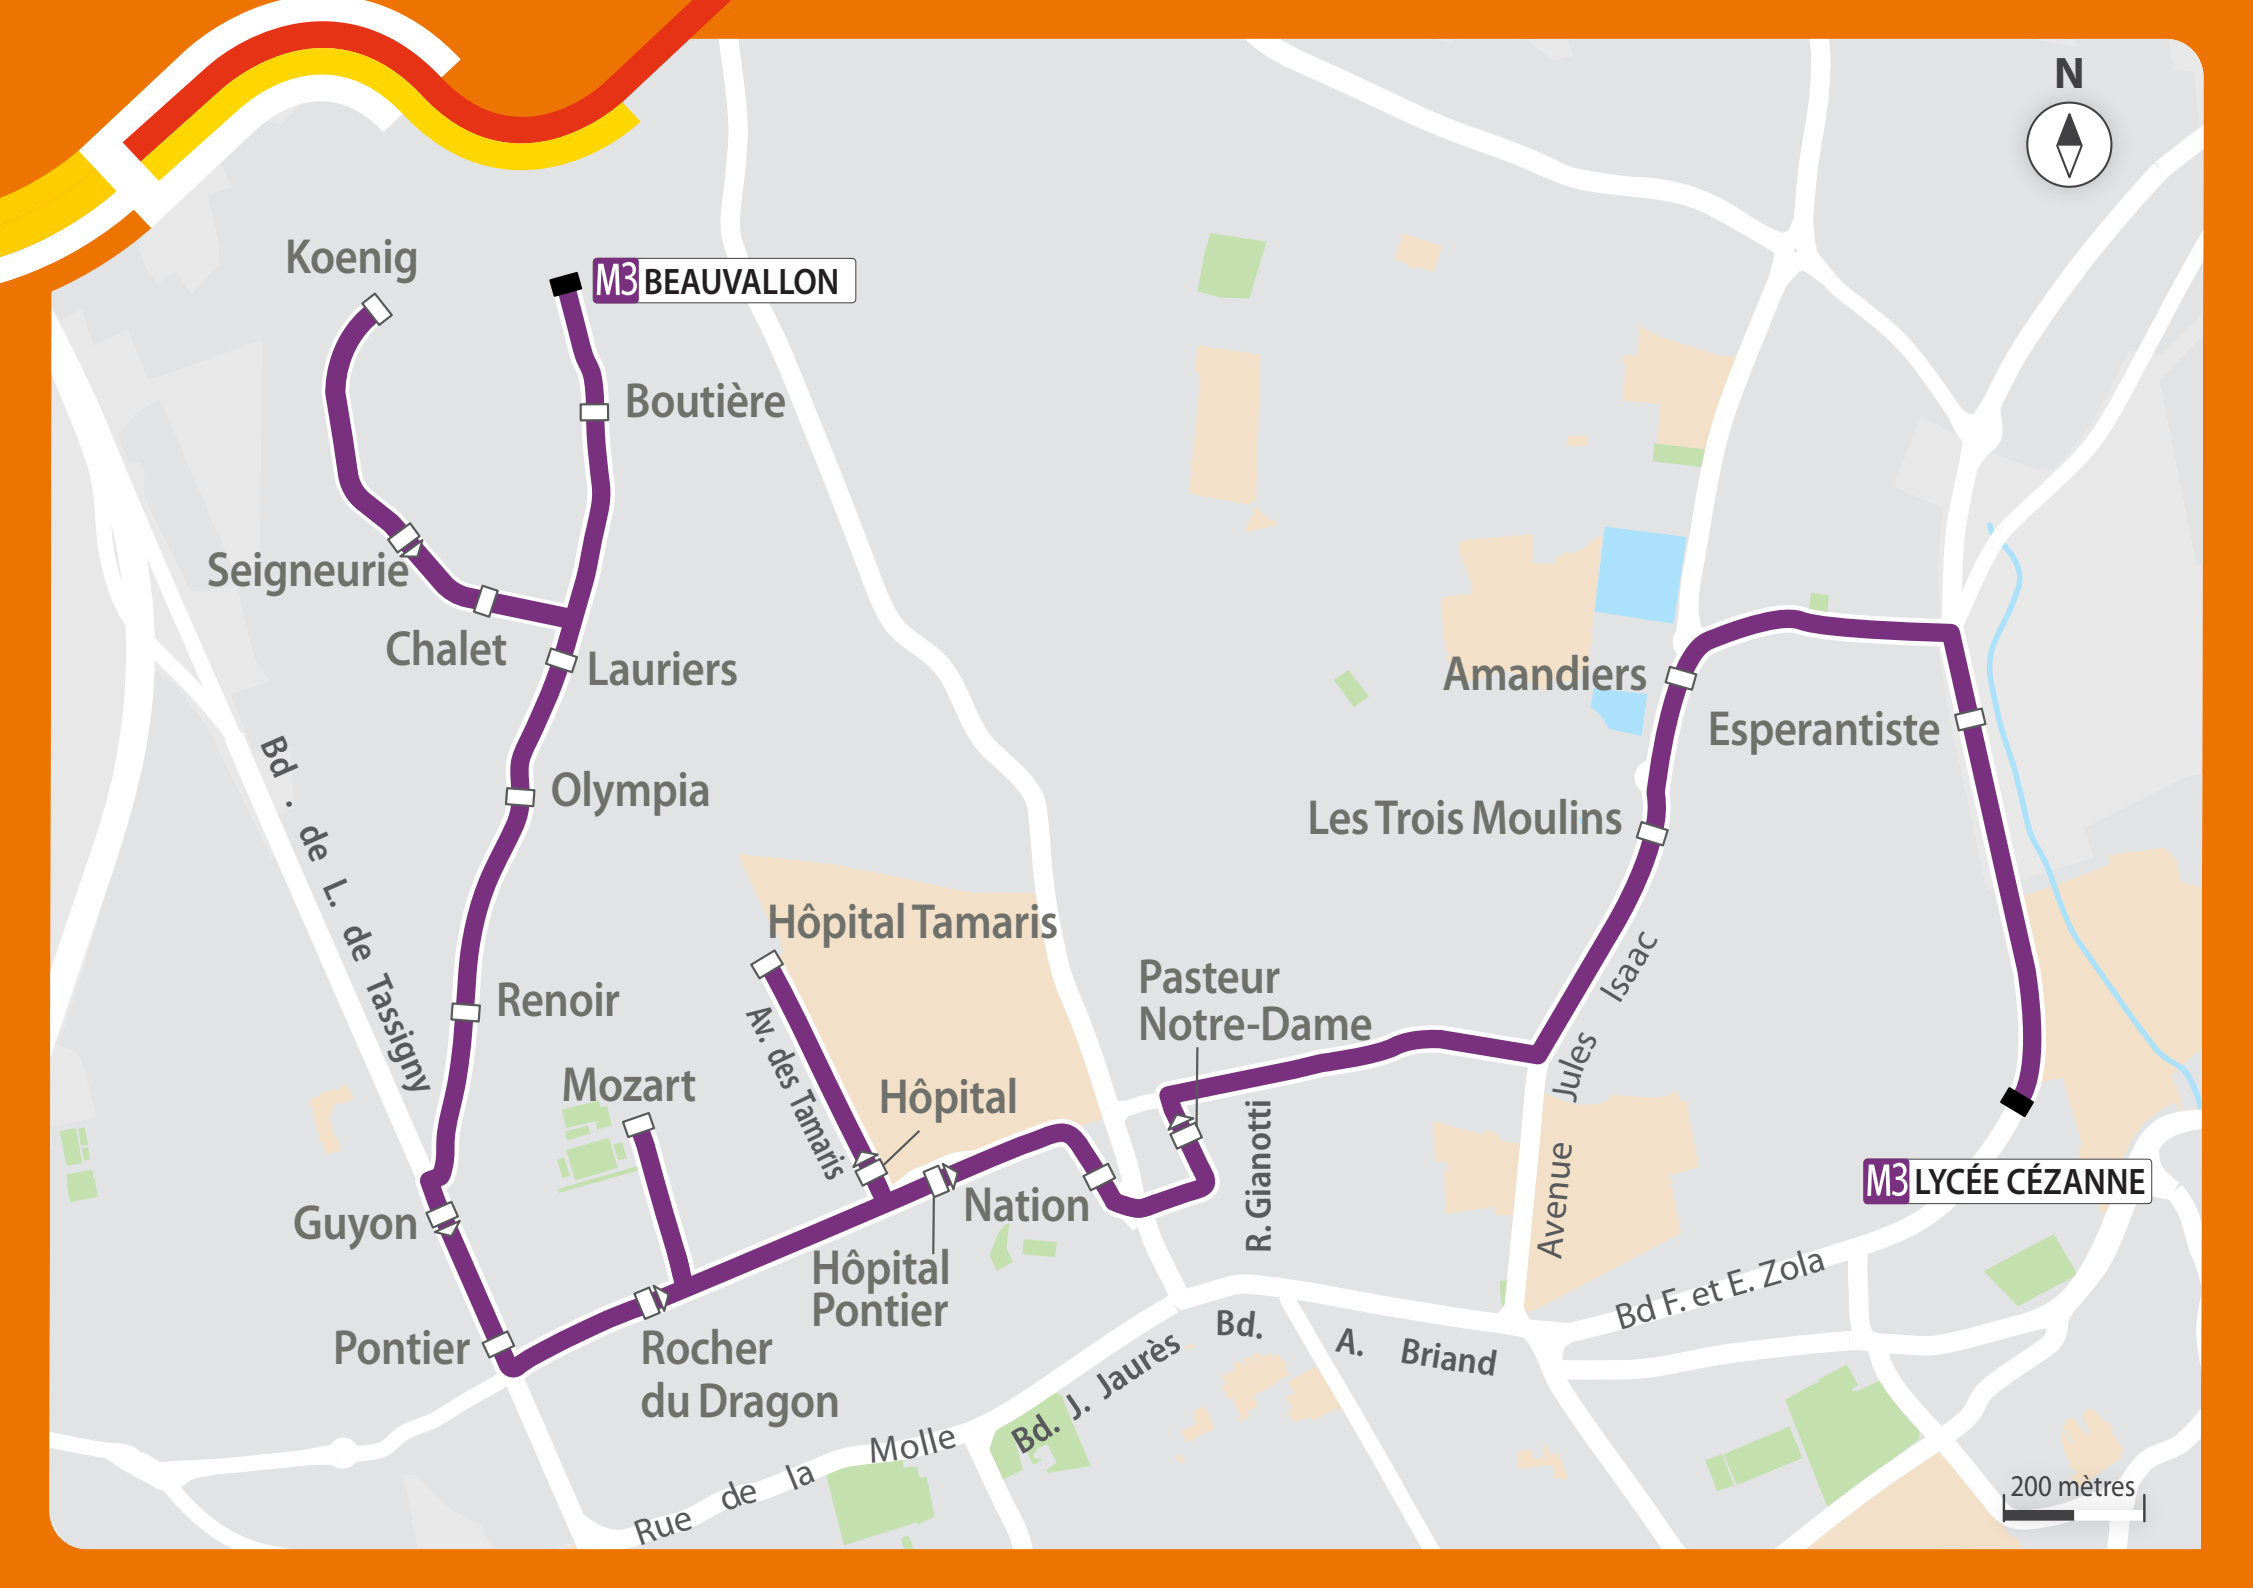 N
Koenig
M3 BEAUVALLON
Boutière
Seigneurie
Chalet
Lauriers
Amandiers
Esperantiste
Olympia
Les Trois Moulins
Bd . de L. de Tassigny
Hôpital Tamaris
Renoir
Pasteur
Notre-Dame
Jules Isaac
Av. des Tamaris
Mozart
Hôpital
R. Gianotti
Avenue
M3 LYCÉE CÉZANNE
Nation
Guyon
Hôpital
Pontier
Bd F. et E. Zola
Pontier
Rocher
du Dragon
Bd. A. Briand
Bd. J. Jaurès
Rue de la Molle
200 mètres